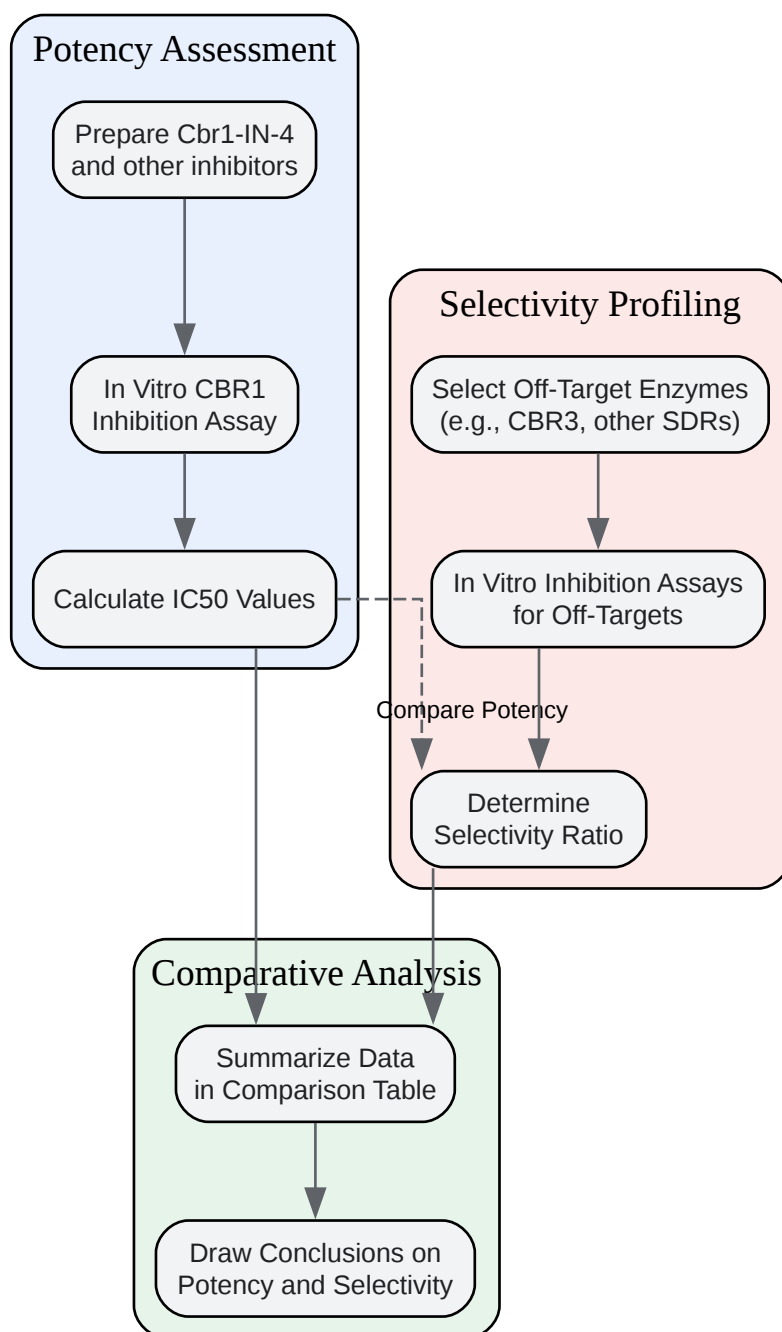 Potency Assessment
Prepare Cbr1-IN-4
and other inhibitors
In Vitro CBR1
Inhibition Assay
Calculate IC50 Values
Selectivity Profiling
Select Off-Target Enzymes
(e.g., CBR3, other SDRs)
In Vitro Inhibition Assays
for Off-Targets
Compare Potency
Determine
Selectivity Ratio
Comparative Analysis
Summarize Data
in Comparison Table
Draw Conclusions on
Potency and Selectivity